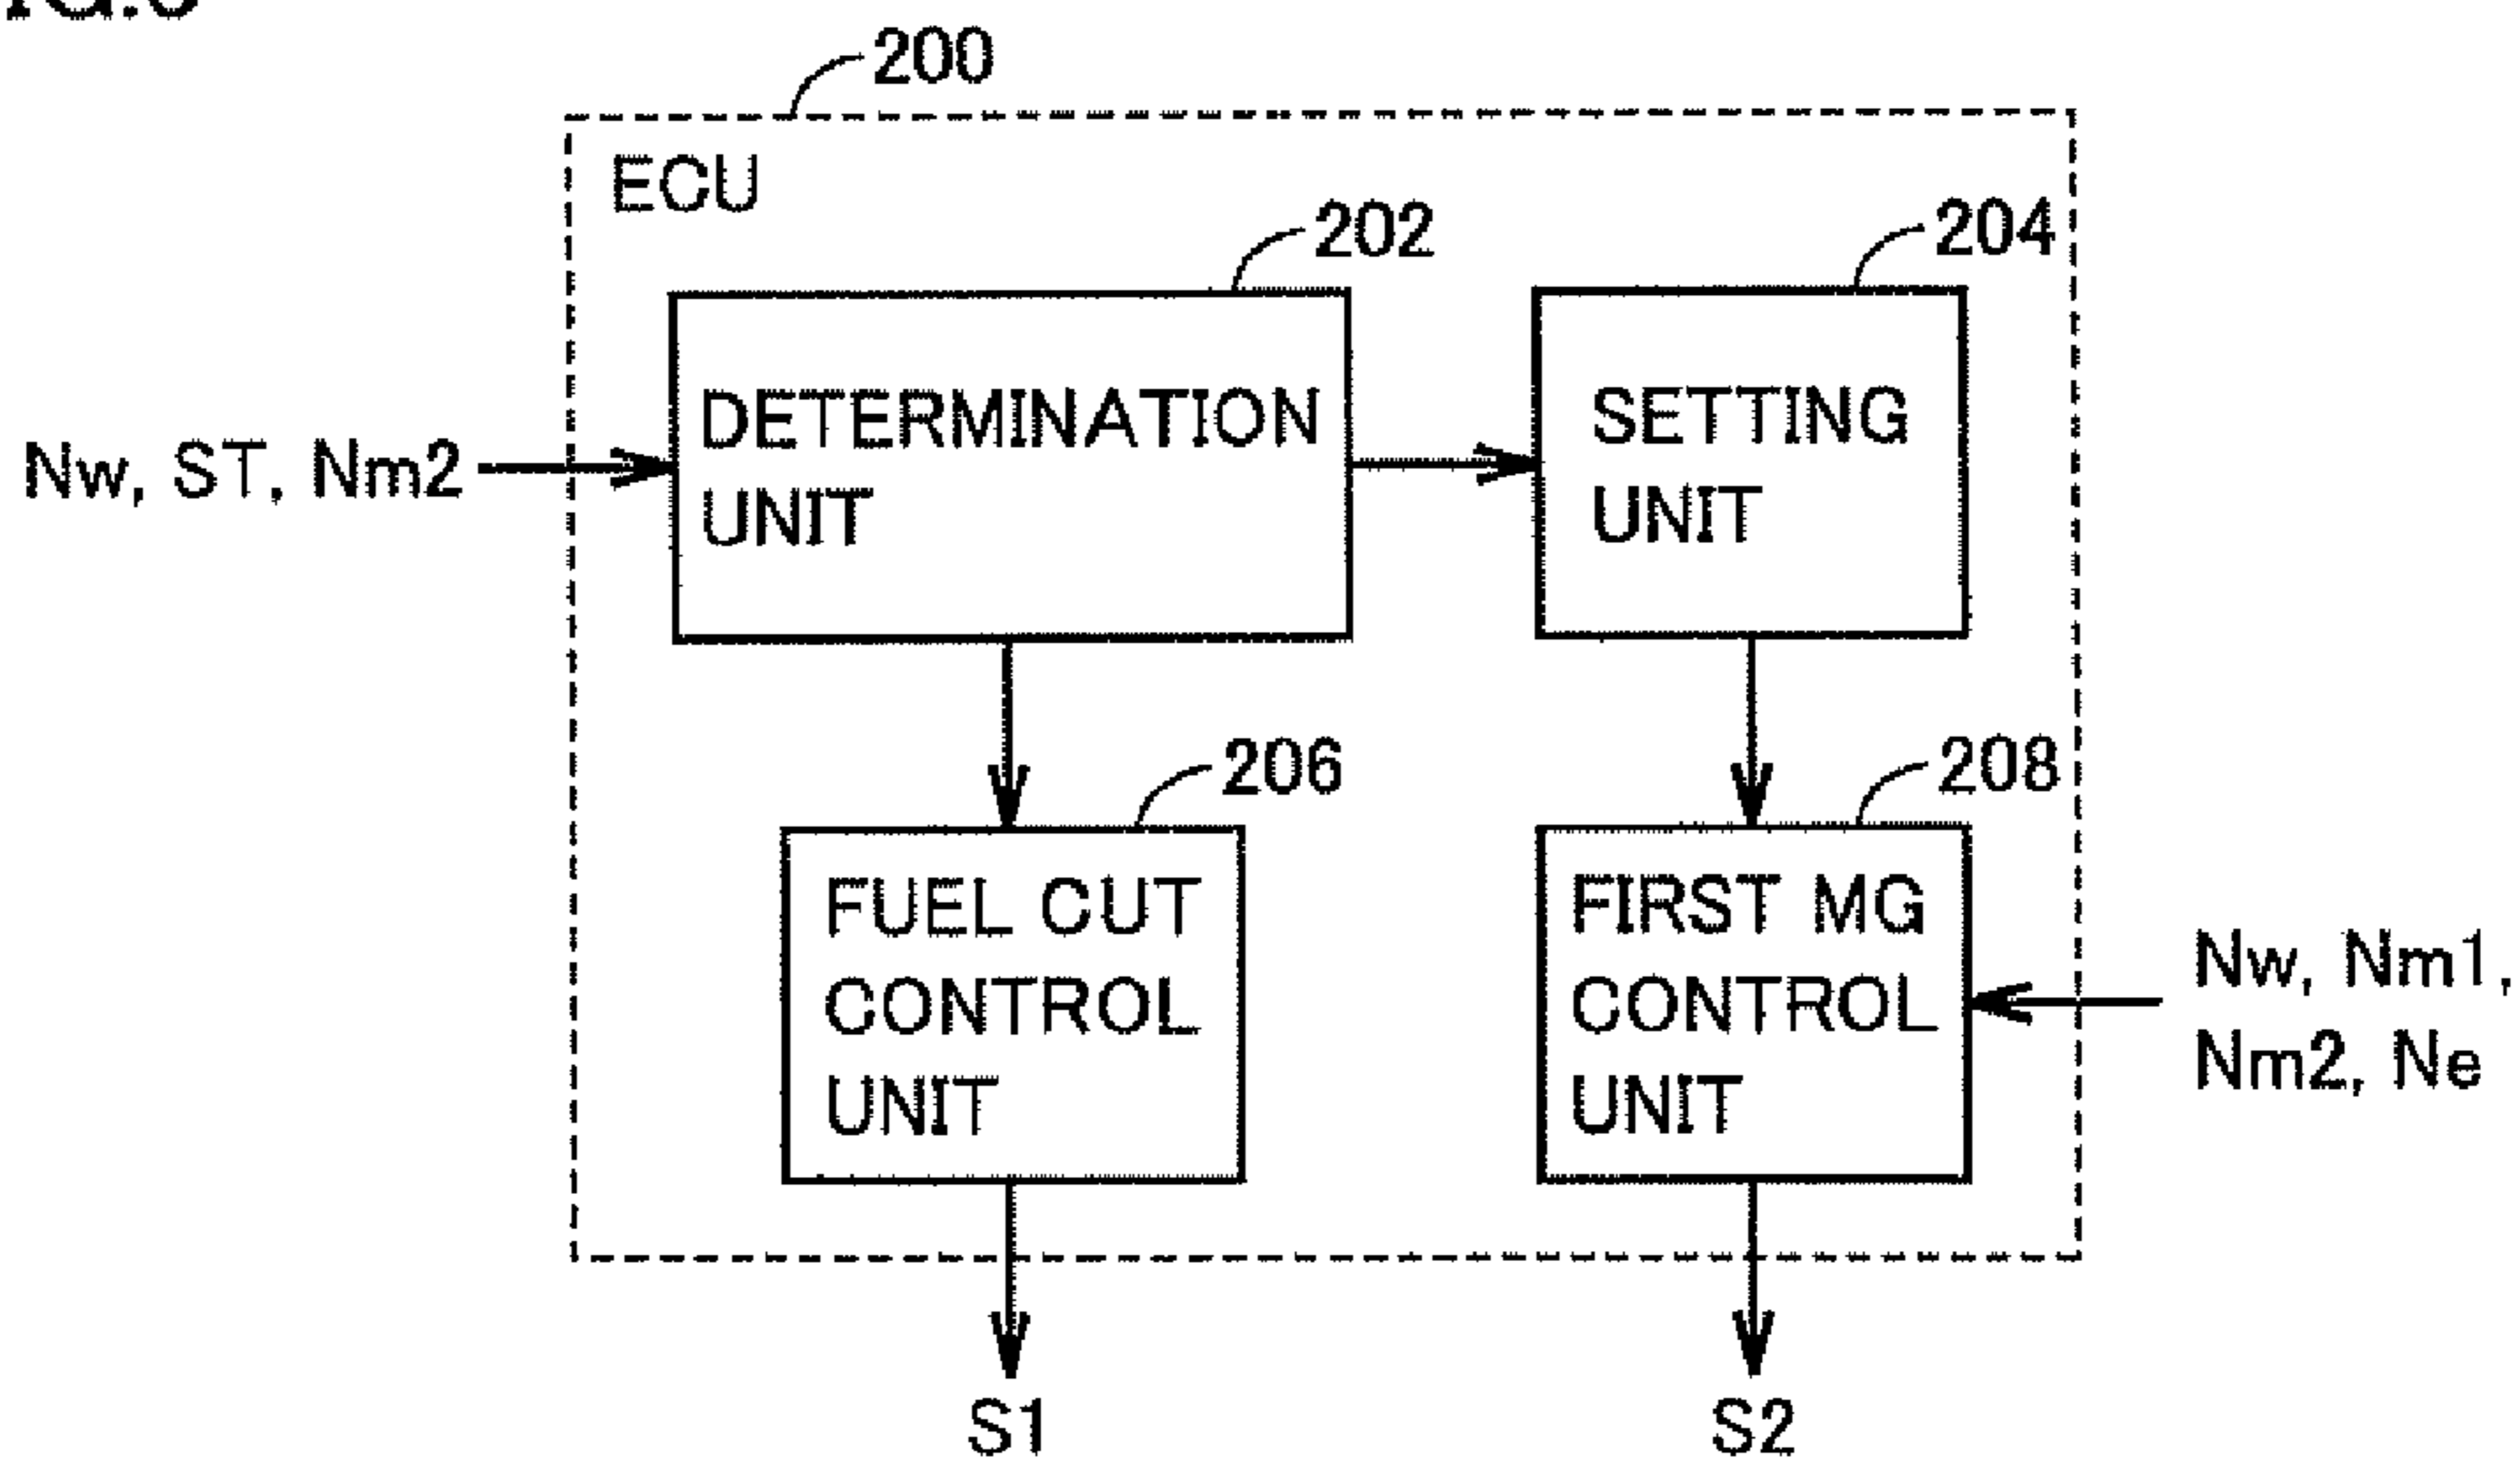 200
ECU
202
204
DETERMINATION
UNIT
SETTING
UNIT
Nw, ST, Nm2
206
208
FUEL CUT
CONTROL
UNIT
FIRST MG
CONTROL
UNIT
Nw, Nm1,
Nm2, Ne
S1
S2